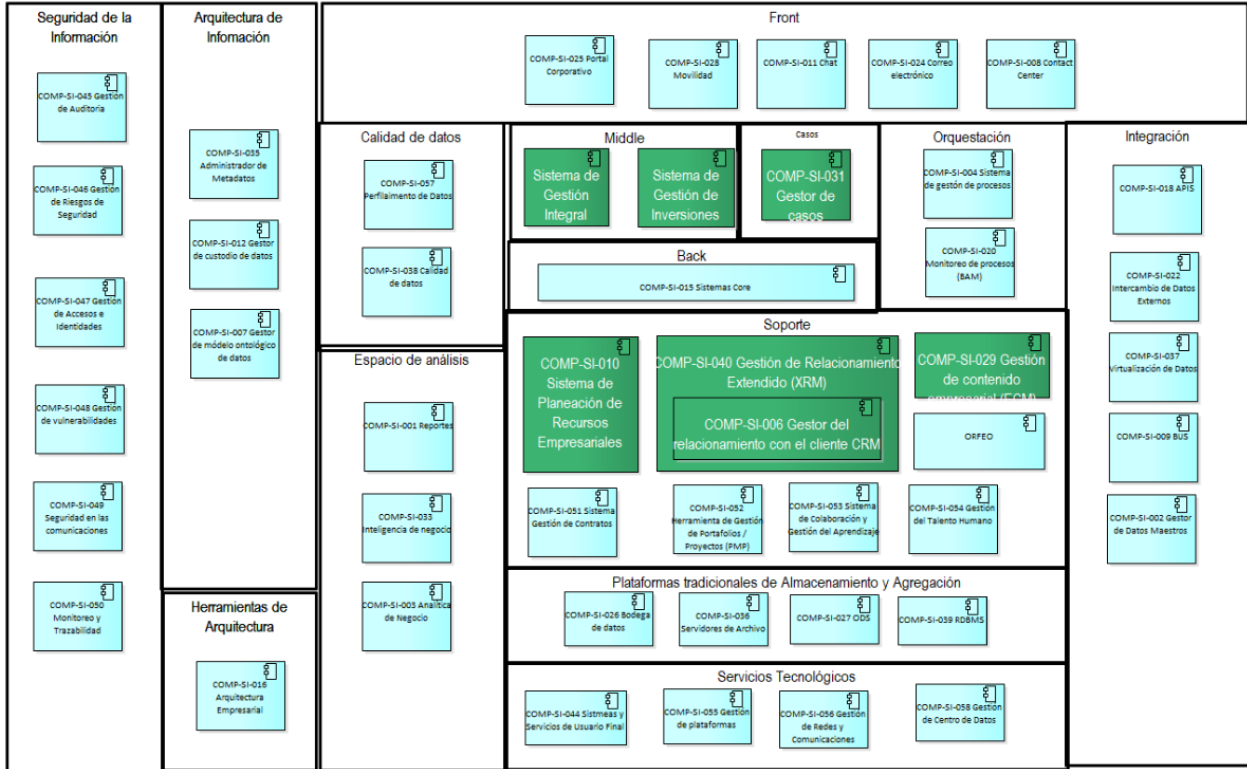 Seguridad de la
Información
COMP-SI-045 Gestión
de Auditoria
COMP-SI-046 Gestión
de Riesgos de
Seguridad
COMP-SI-047 Gestión
de Accesos e
Identidades
COMP-SI-048 Gestión
de vulnerabilidades
COMP-SI-049
Seguridad en las
comunicaciones
COMP-SI-050
Monitoreo y
Trazabilidad
Arquitectura de
Infomación
COMP-SI-035
Administrador de
Metadatos
COMP-SI-012 Gestor
de custodio de datos
COMP-SI-007 Gestor
de módelo ontológico
de datos
Herramientas de
Arquitectura
COMP-SI-016
Arquitectura
Empresarial
Front
COMP-SI-025 Portal
Corporativo
COMP-SI-028
Movilidad
COMP-SI-011 Chat
COMP-SI-024 Correo
electrónico
COMP-SI-008 Contact
Center
Calidad de datos
COMP-SI-057
Perfilaimento de Datos
COMP-SI-038 Calidad
de datos
Espacio de análisis
COMP-SI-001 Reportes
COMP-SI-033
Inteligencia de negocio
COMP-SI-003 Analítica
de Negocio
Middle
Sistema de
Gestión
Integral
Sistema de
Gestión de
Inversiones
Casos
COMP-SI-031
Gestor de
casos
Back
COMP-SI-015 Sistemas Core
Orquestación
COMP-SI-004 Sistema
de gestón de procesos
COMP-SI-020
Monitoreo de procesos
(BAM)
Soporte
COMP-SI-010
Sistema de
Planeación de
Recursos
Empresariales
COMP-SI-040 Gestión de Relacionamiento
Extendido (XRM)
COMP-SI-006 Gestor del
relacionamiento con el cliente CRM
COMP-SI-029 Gestión
de contenido
empresarial (ECM)
ORFEO
COMP-SI-051 Sistema
Gestión de Contratos
COMP-SI-052
Herramienta de Gestión
de Portafolios /
Proyectos (PMP)
COMP-SI-053 Sistema
de Colaboración y
Gestión del Aprendizaje
COMP-SI-054 Gestión
del Talento Humano
Plataformas tradicionales de Almacenamiento y Agregación
COMP-SI-026 Bodega
de datos
COMP-SI-036
Servidores de Archivo
COMP-SI-027 ODS
COMP-SI-039 RDBMS
Servicios Tecnológicos
COMP-SI-044 Sistmeas y
Servicios de Usuario Final
COMP-SI-055 Gestión
de plataformas
COMP-SI-056 Gestión
de Redes y
Comunicaciones
COMP-SI-058 Gestión
de Centro de Datos
Integración
COMP-SI-018 APIS
COMP-SI-022
Intercambio de Datos
Externos
COMP-SI-037
Virtualización de Datos
COMP-SI-009 BUS
COMP-SI-002 Gestor
de Datos Maestros